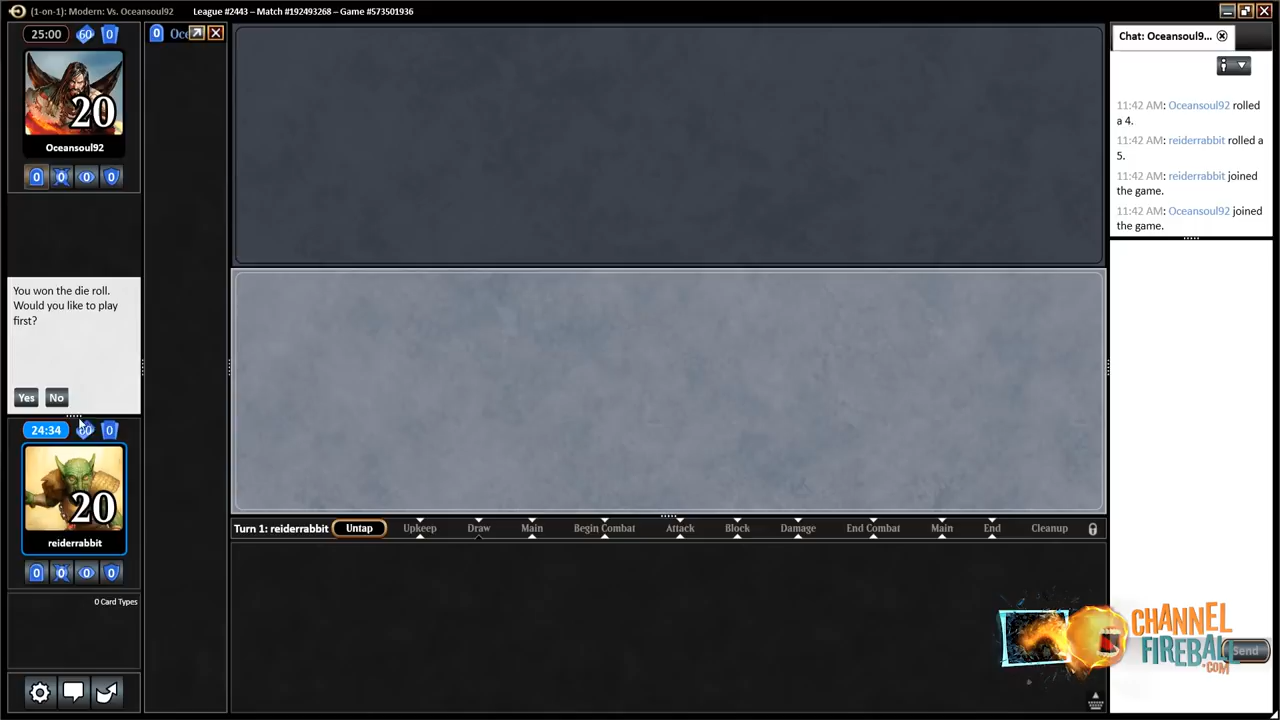 (1-on-1): Modern: Vs. Oceansoul92 League #2443 – Match #192493268 – Game #573501936
25:00 60 0
20
Oceansoul92
0 0 0 0
You won the die roll.
Would you like to play
first?
Yes No
24:34 60 0
20
reiderrabbit
0 0 0 0
0 Card Types
0 Oce
Turn 1: reiderrabbit Untap Upkeep Draw Main Begin Combat Attack Block Damage End Combat Main End Cleanup
Chat: Oceansoul9...
11:42 AM: Oceansoul92 rolled
a 4.
11:42 AM: reiderrabbit rolled a
5.
11:42 AM: reiderrabbit joined
the game.
11:42 AM: Oceansoul92 joined
the game.
CHANNEL
FIREBALL
.COM
Send